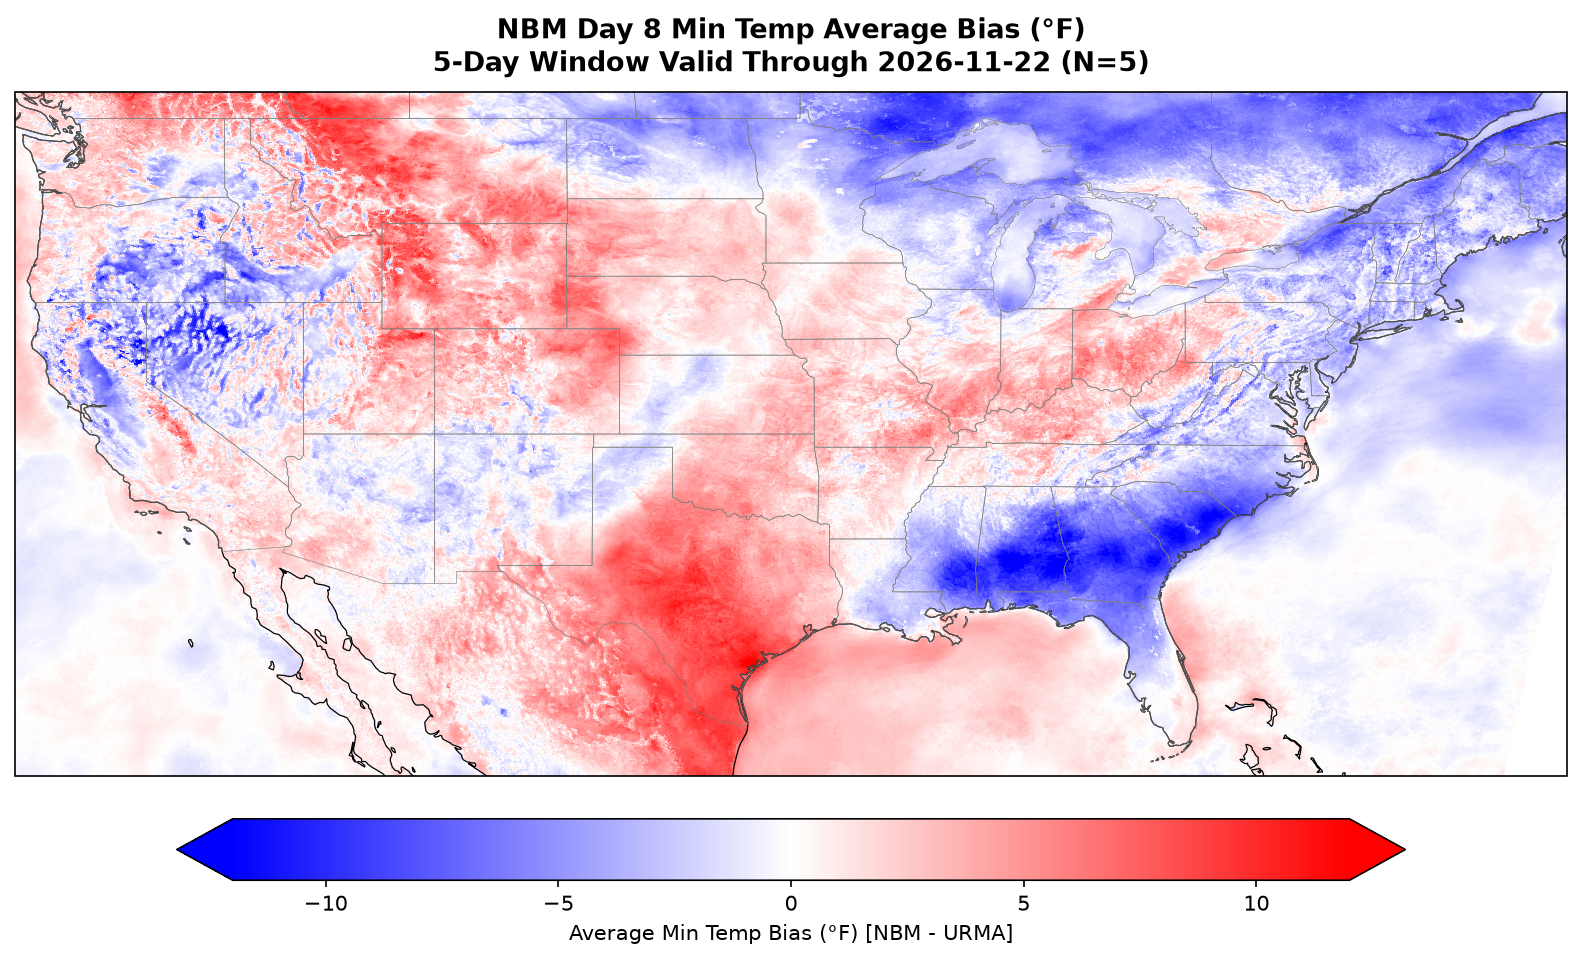 NBM Day 8 Min Temp Average Bias (°F)
5-Day Window Valid Through 2026-11-22 (N=5)
−10 −5 0 5 10
Average Min Temp Bias (°F) [NBM - URMA]